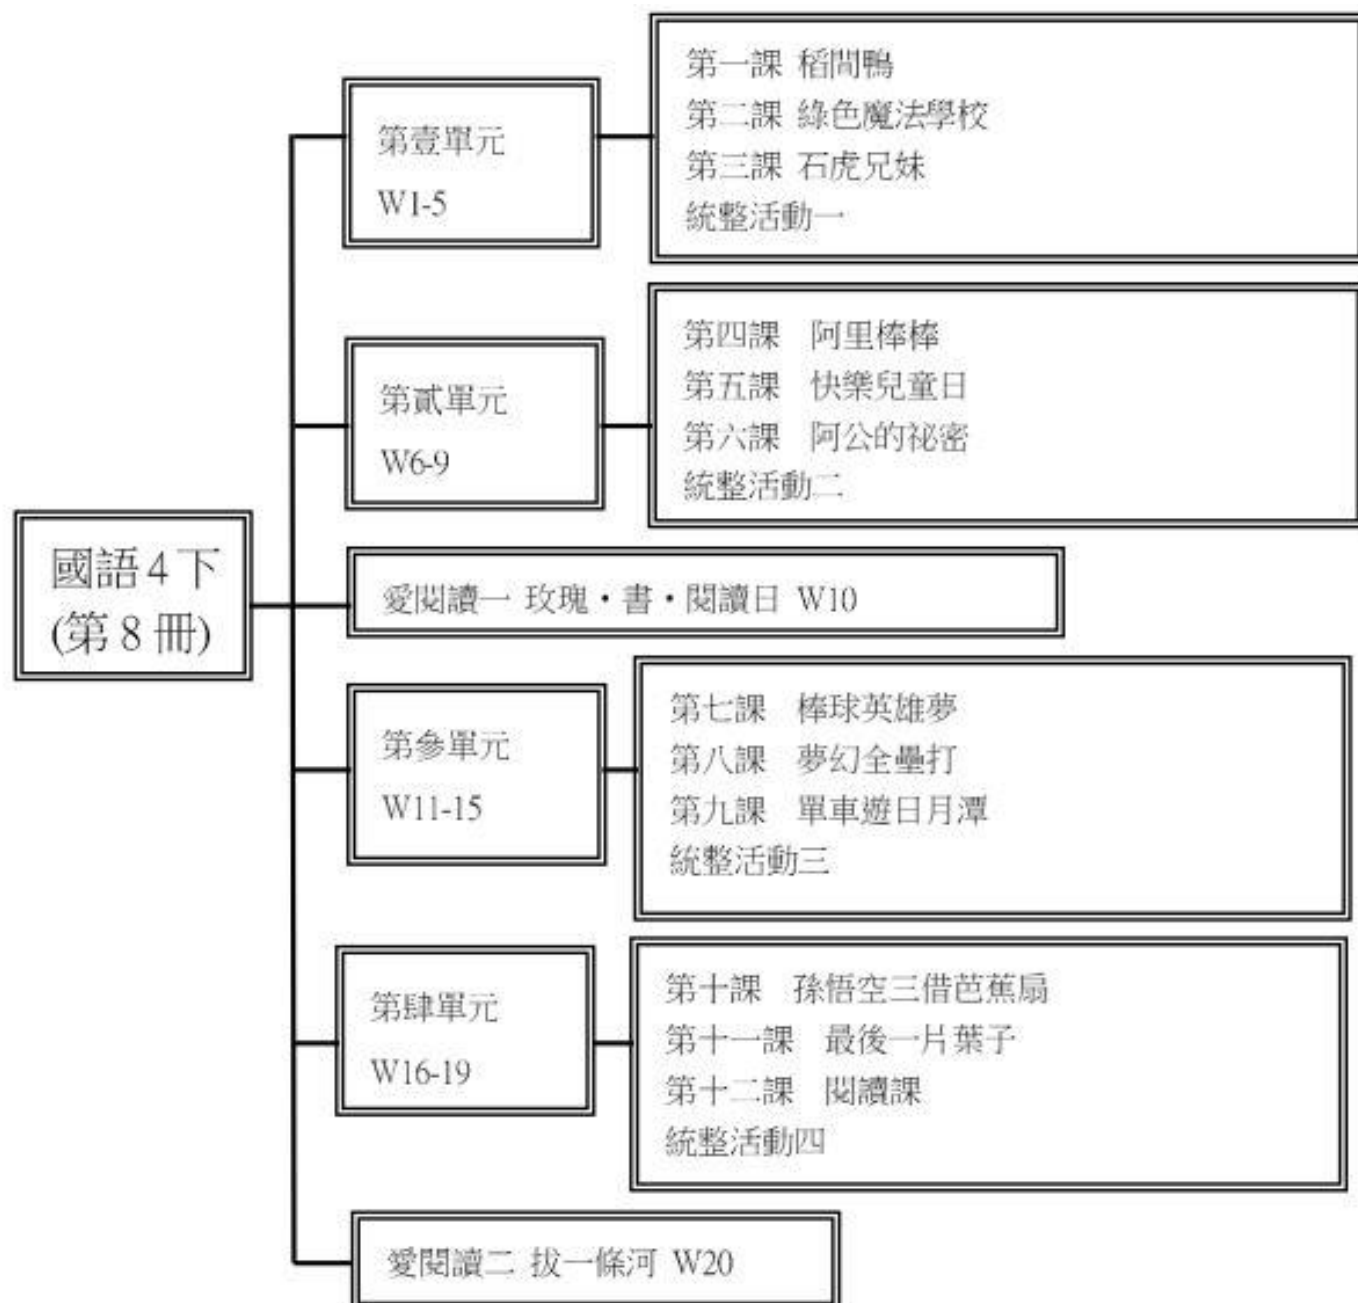 國語 4 下
(第 8 冊)
第壹單元
W1-5
第一課 稻間鴨
第二課 綠色魔法學校
第三課 石虎兄妹
統整活動一
第貳單元
W6-9
第四課 阿里棒棒
第五課 快樂兒童日
第六課 阿公的祕密
統整活動二
愛閱讀一 玫瑰・書・閱讀日 W10
第參單元
W11-15
第七課 棒球英雄夢
第八課 夢幻全壘打
第九課 單車遊日月潭
統整活動三
第肆單元
W16-19
第十課 孫悟空三借芭蕉扇
第十一課 最後一片葉子
第十二課 閱讀課
統整活動四
愛閱讀二 拔一條河 W20